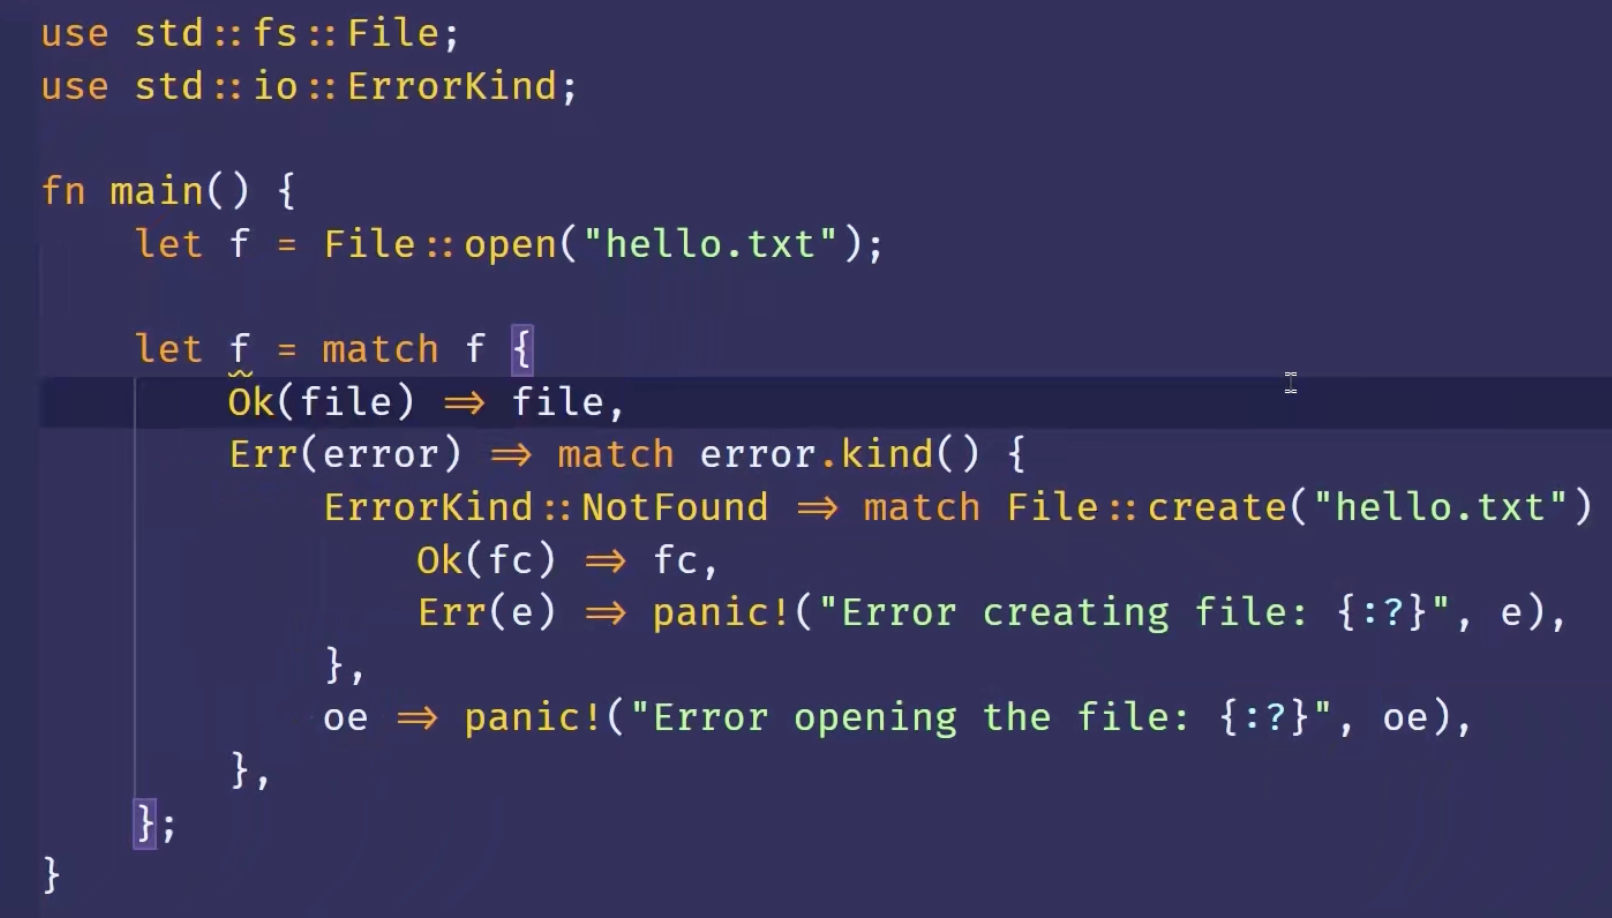 use std::fs::File;
use std::io::ErrorKind;
fn main() {
let f = File::open("hello.txt");
let f = match f {
Ok(file) => file,
Err(error) => match error.kind() {
ErrorKind::NotFound => match File::create("hello.txt")
Ok(fc) => fc,
Err(e) => panic!("Error creating file: {:?}", e),
},
oe => panic!("Error opening the file: {:?}", oe),
},
};
}